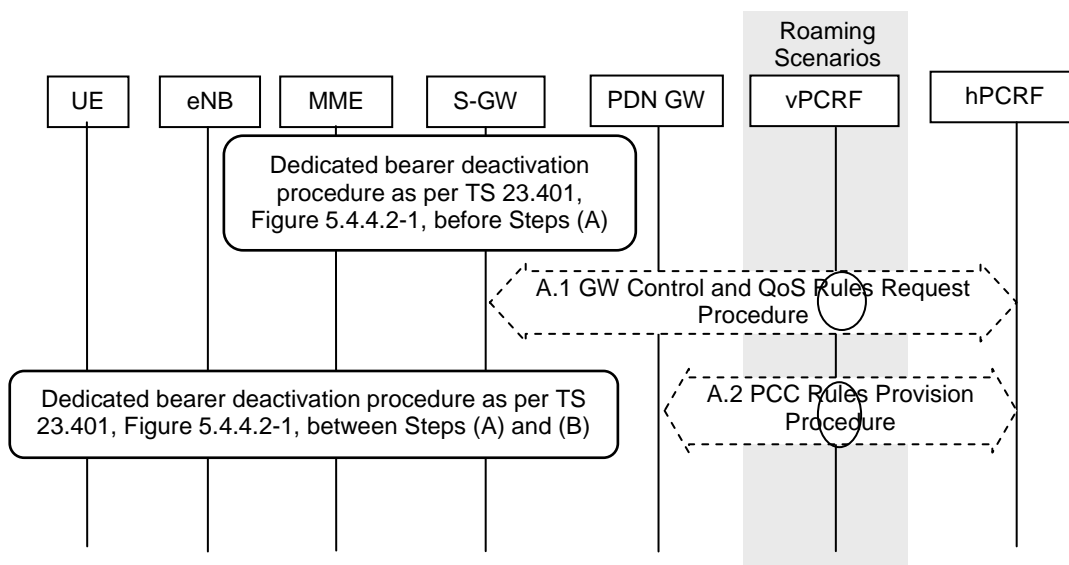 Roaming
Scenarios
UE
eNB
MME
S-GW
PDN GW
vPCRF
hPCRF
Dedicated bearer deactivation
procedure as per TS 23.401,
Figure 5.4.4.2-1, before Steps (A)
A.1 GW Control and QoS Rules Request
Procedure
Dedicated bearer deactivation procedure as per TS
23.401, Figure 5.4.4.2-1, between Steps (A) and (B)
A.2 PCC Rules Provision
Procedure